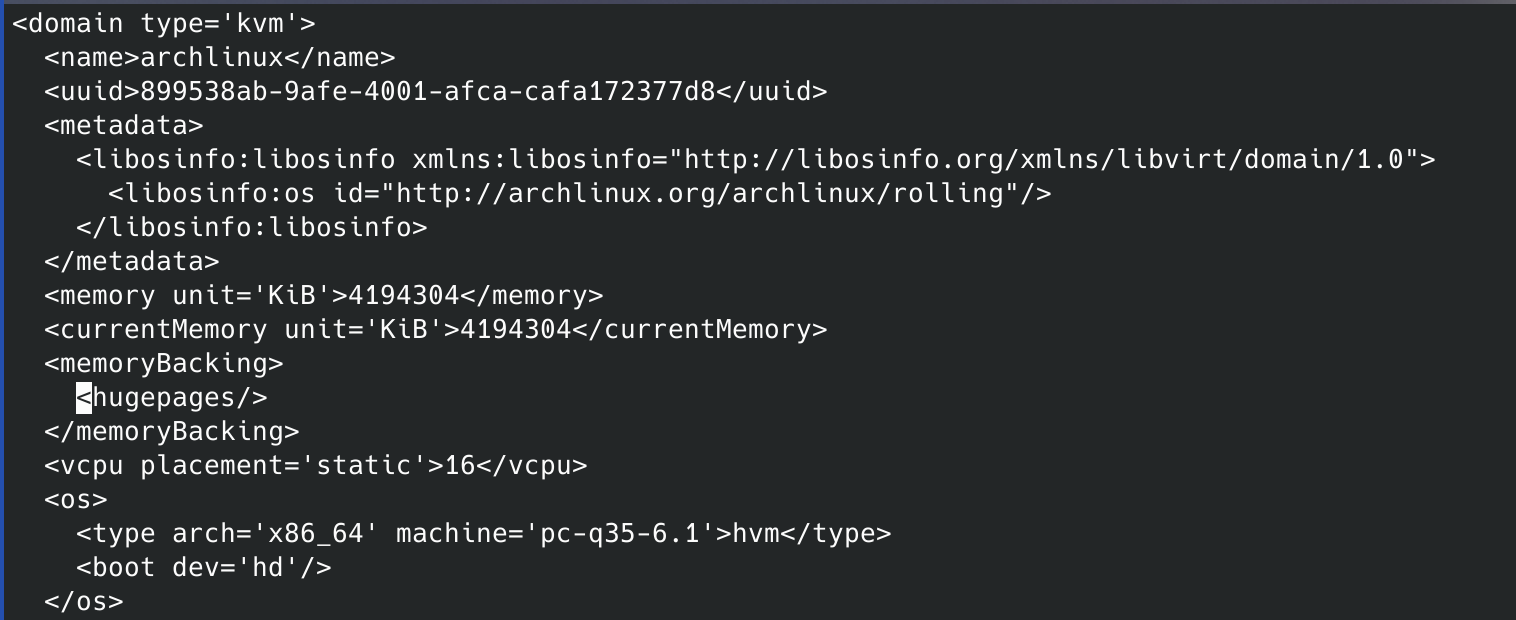 <domain type='kvm'>
  <name>archlinux</name>
  <uuid>899538ab-9afe-4001-afca-cafa172377d8</uuid>
  <metadata>
    <libosinfo:libosinfo xmlns:libosinfo="http://libosinfo.org/xmlns/libvirt/domain/1.0">
      <libosinfo:os id="http://archlinux.org/archlinux/rolling"/>
    </libosinfo:libosinfo>
  </metadata>
  <memory unit='KiB'>4194304</memory>
  <currentMemory unit='KiB'>4194304</currentMemory>
  <memoryBacking>
    <hugepages/>
  </memoryBacking>
  <vcpu placement='static'>16</vcpu>
  <os>
    <type arch='x86_64' machine='pc-q35-6.1'>hvm</type>
    <boot dev='hd'/>
  </os>